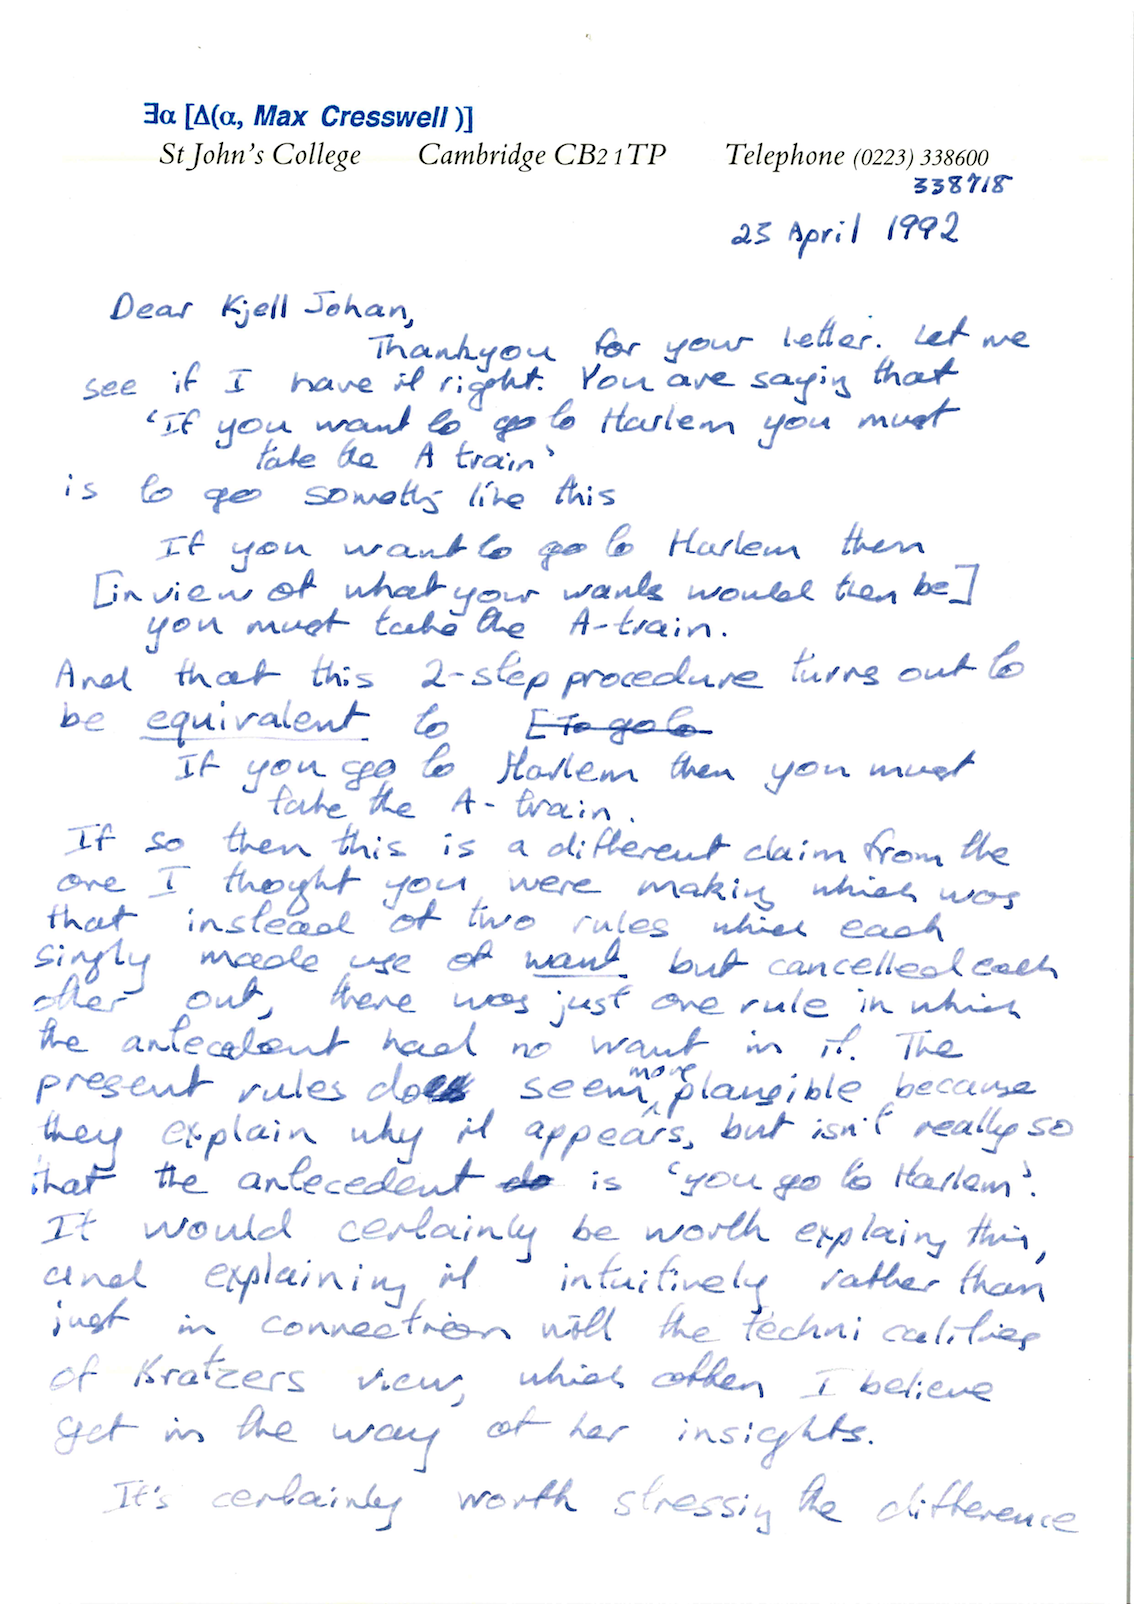 ∃α [Δ(α, Max Cresswell )]
St John's College Cambridge CB2 1TP Telephone (0223) 338600
338718
23 April 1992
Dear Kjell Johan,
Thankyou for your letter. Let me
see if I have it right. You are saying that
'If you want to go to Harlem you must
take the A train'
is to go somethg like this
If you want to go to Harlem then
[in view of what your wants would then be]
you must take the A-train.
And that this 2-step procedure turns out to
be equivalent to [To go to
If you go to Harlem then you must
take the A-train.
If so then this is a different claim from the
one I thoght you were making which was
that instead of two rules which each
singly made use of want but cancelled each
other out, there was just one rule in which
the antecedent had no want in it. The
present rules do seem more plausible because
they explain why it appears, but isn't really so
that the antecedent do is 'you go to Harlem'.
It would certainly be worth explaing this,
and explaining it intuitively rather than
just in connection with the technicalities
of Kratzers view, which often I believe
get in the way of her insights.
It's certainly worth stressing the difference